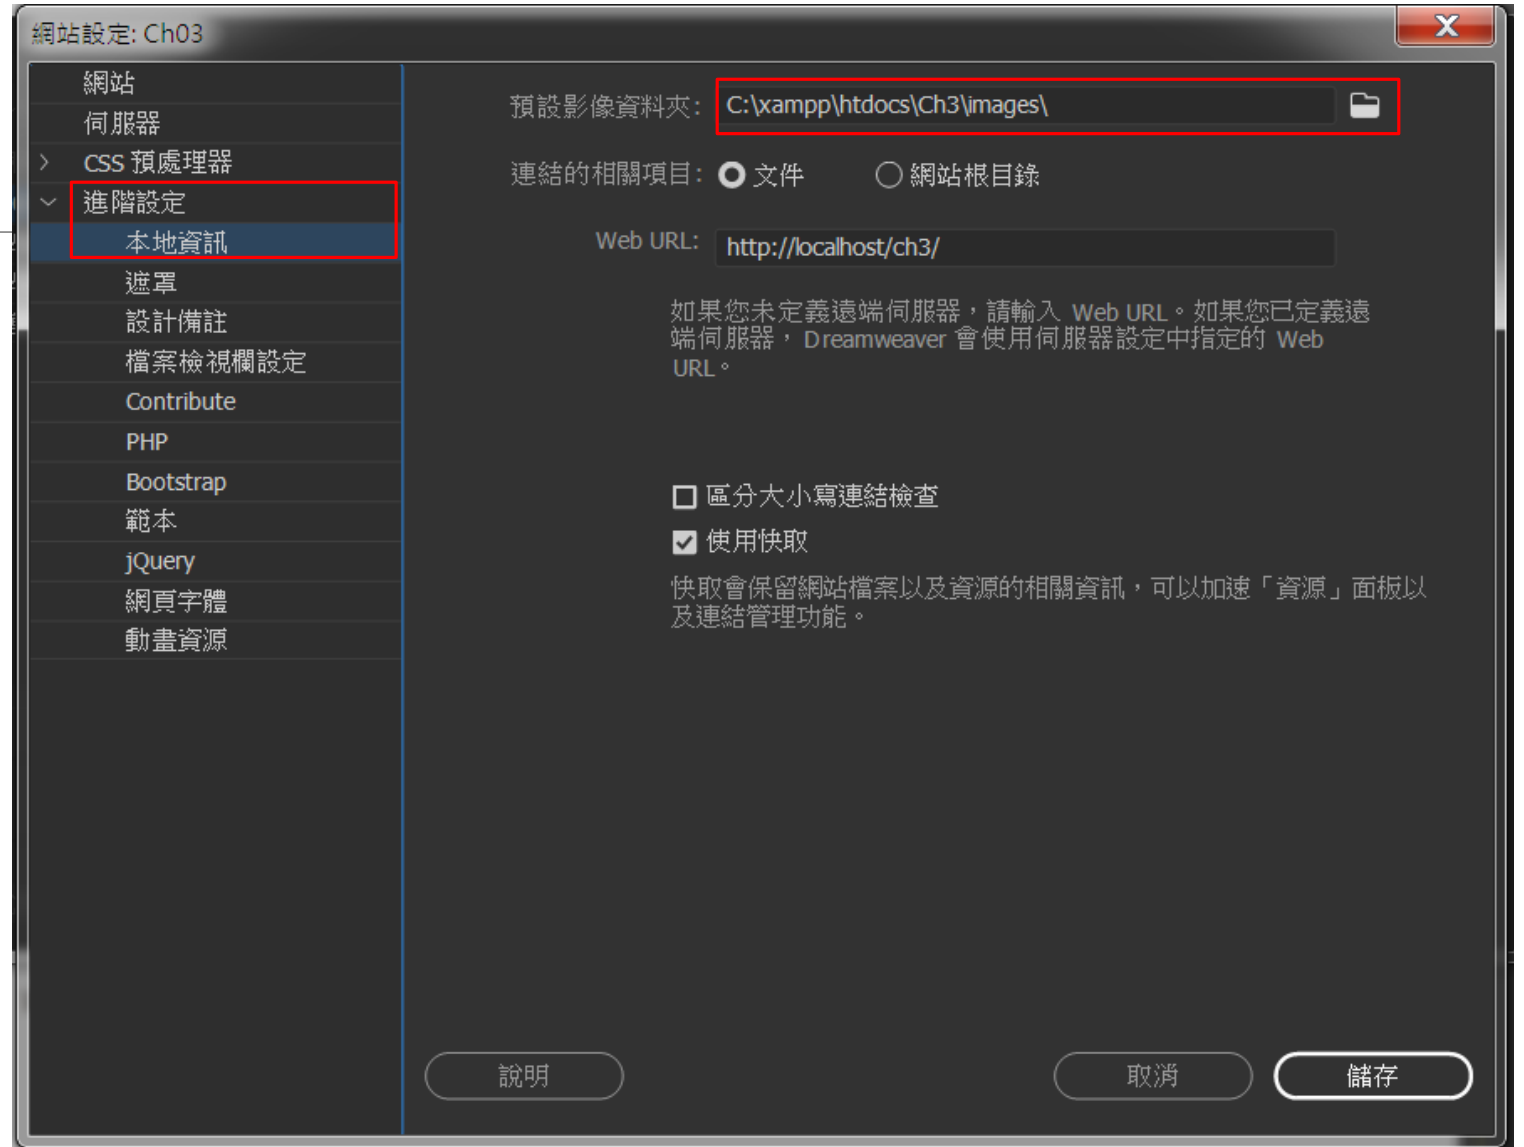 網站設定: Ch03
網站
伺服器
CSS 預處理器
進階設定
本地資訊
遮罩
設計備註
檔案檢視欄設定
Contribute
PHP
Bootstrap
範本
jQuery
網頁字體
動畫資源
預設影像資料夾: C:\xampp\htdocs\Ch3\images\
連結的相關項目: 文件 網站根目錄
Web URL: http://localhost/ch3/
如果您未定義遠端伺服器，請輸入 Web URL。如果您已定義遠
端伺服器， Dreamweaver 會使用伺服器設定中指定的 Web
URL。
區分大小寫連結檢查
使用快取
快取會保留網站檔案以及資源的相關資訊，可以加速「資源」面板以
及連結管理功能。
說明 取消 儲存